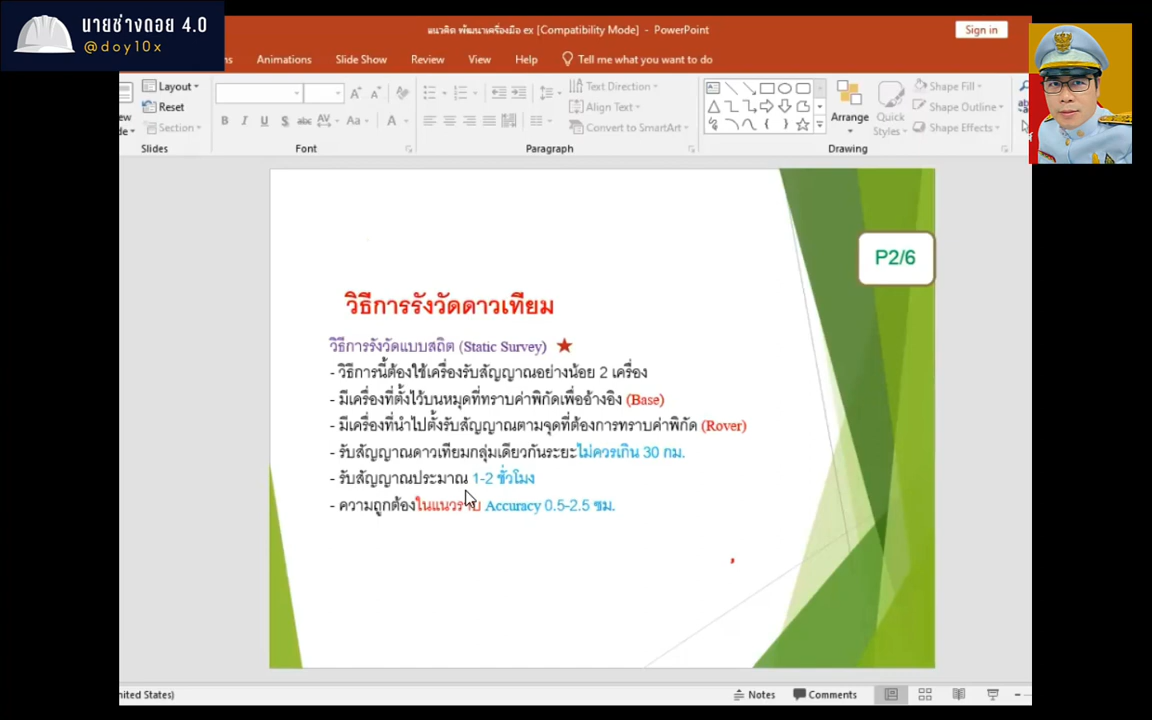 นายช่างดอย 4.0
@doy10x
แนวคิด พัฒนาเครื่องมือ ex [Compatibility Mode] - PowerPoint
Sign in
Animations
Slide Show
Review
View
Help
Tell me what you want to do
Layout
Reset
Section
Slides
B I U S abc AV Aa A
Font
Text Direction
Align Text
Convert to SmartArt
Paragraph
Arrange
Quick
Styles
Shape Fill
Shape Outline
Shape Effects
Drawing
P2/6
วิธีการรังวัดดาวเทียม
วิธีการรังวัดแบบสถิต (Static Survey)
- วิธีการนี้ต้องใช้เครื่องรับสัญญาณอย่างน้อย 2 เครื่อง
- มีเครื่องที่ตั้งไว้บนหมุดที่ทราบค่าพิกัดเพื่ออ้างอิง (Base)
- มีเครื่องที่นำไปตั้งรับสัญญาณตามจุดที่ต้องการทราบค่าพิกัด (Rover)
- รับสัญญาณดาวเทียมกลุ่มเดียวกันระยะไม่ควรเกิน 30 กม.
- รับสัญญาณประมาณ 1-2 ชั่วโมง
- ความถูกต้องในแนวราบ Accuracy 0.5-2.5 ซม.
Notes
Comments